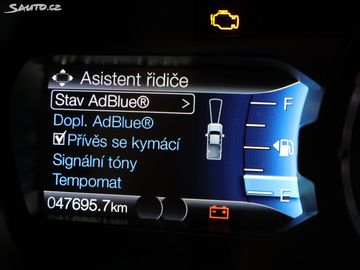 Sauto.cz
Asistent řidiče
Stav AdBlue® >
Dopl. AdBlue®
Přívěs se kymácí
Signální tóny
Tempomat
047695.7km
F
E